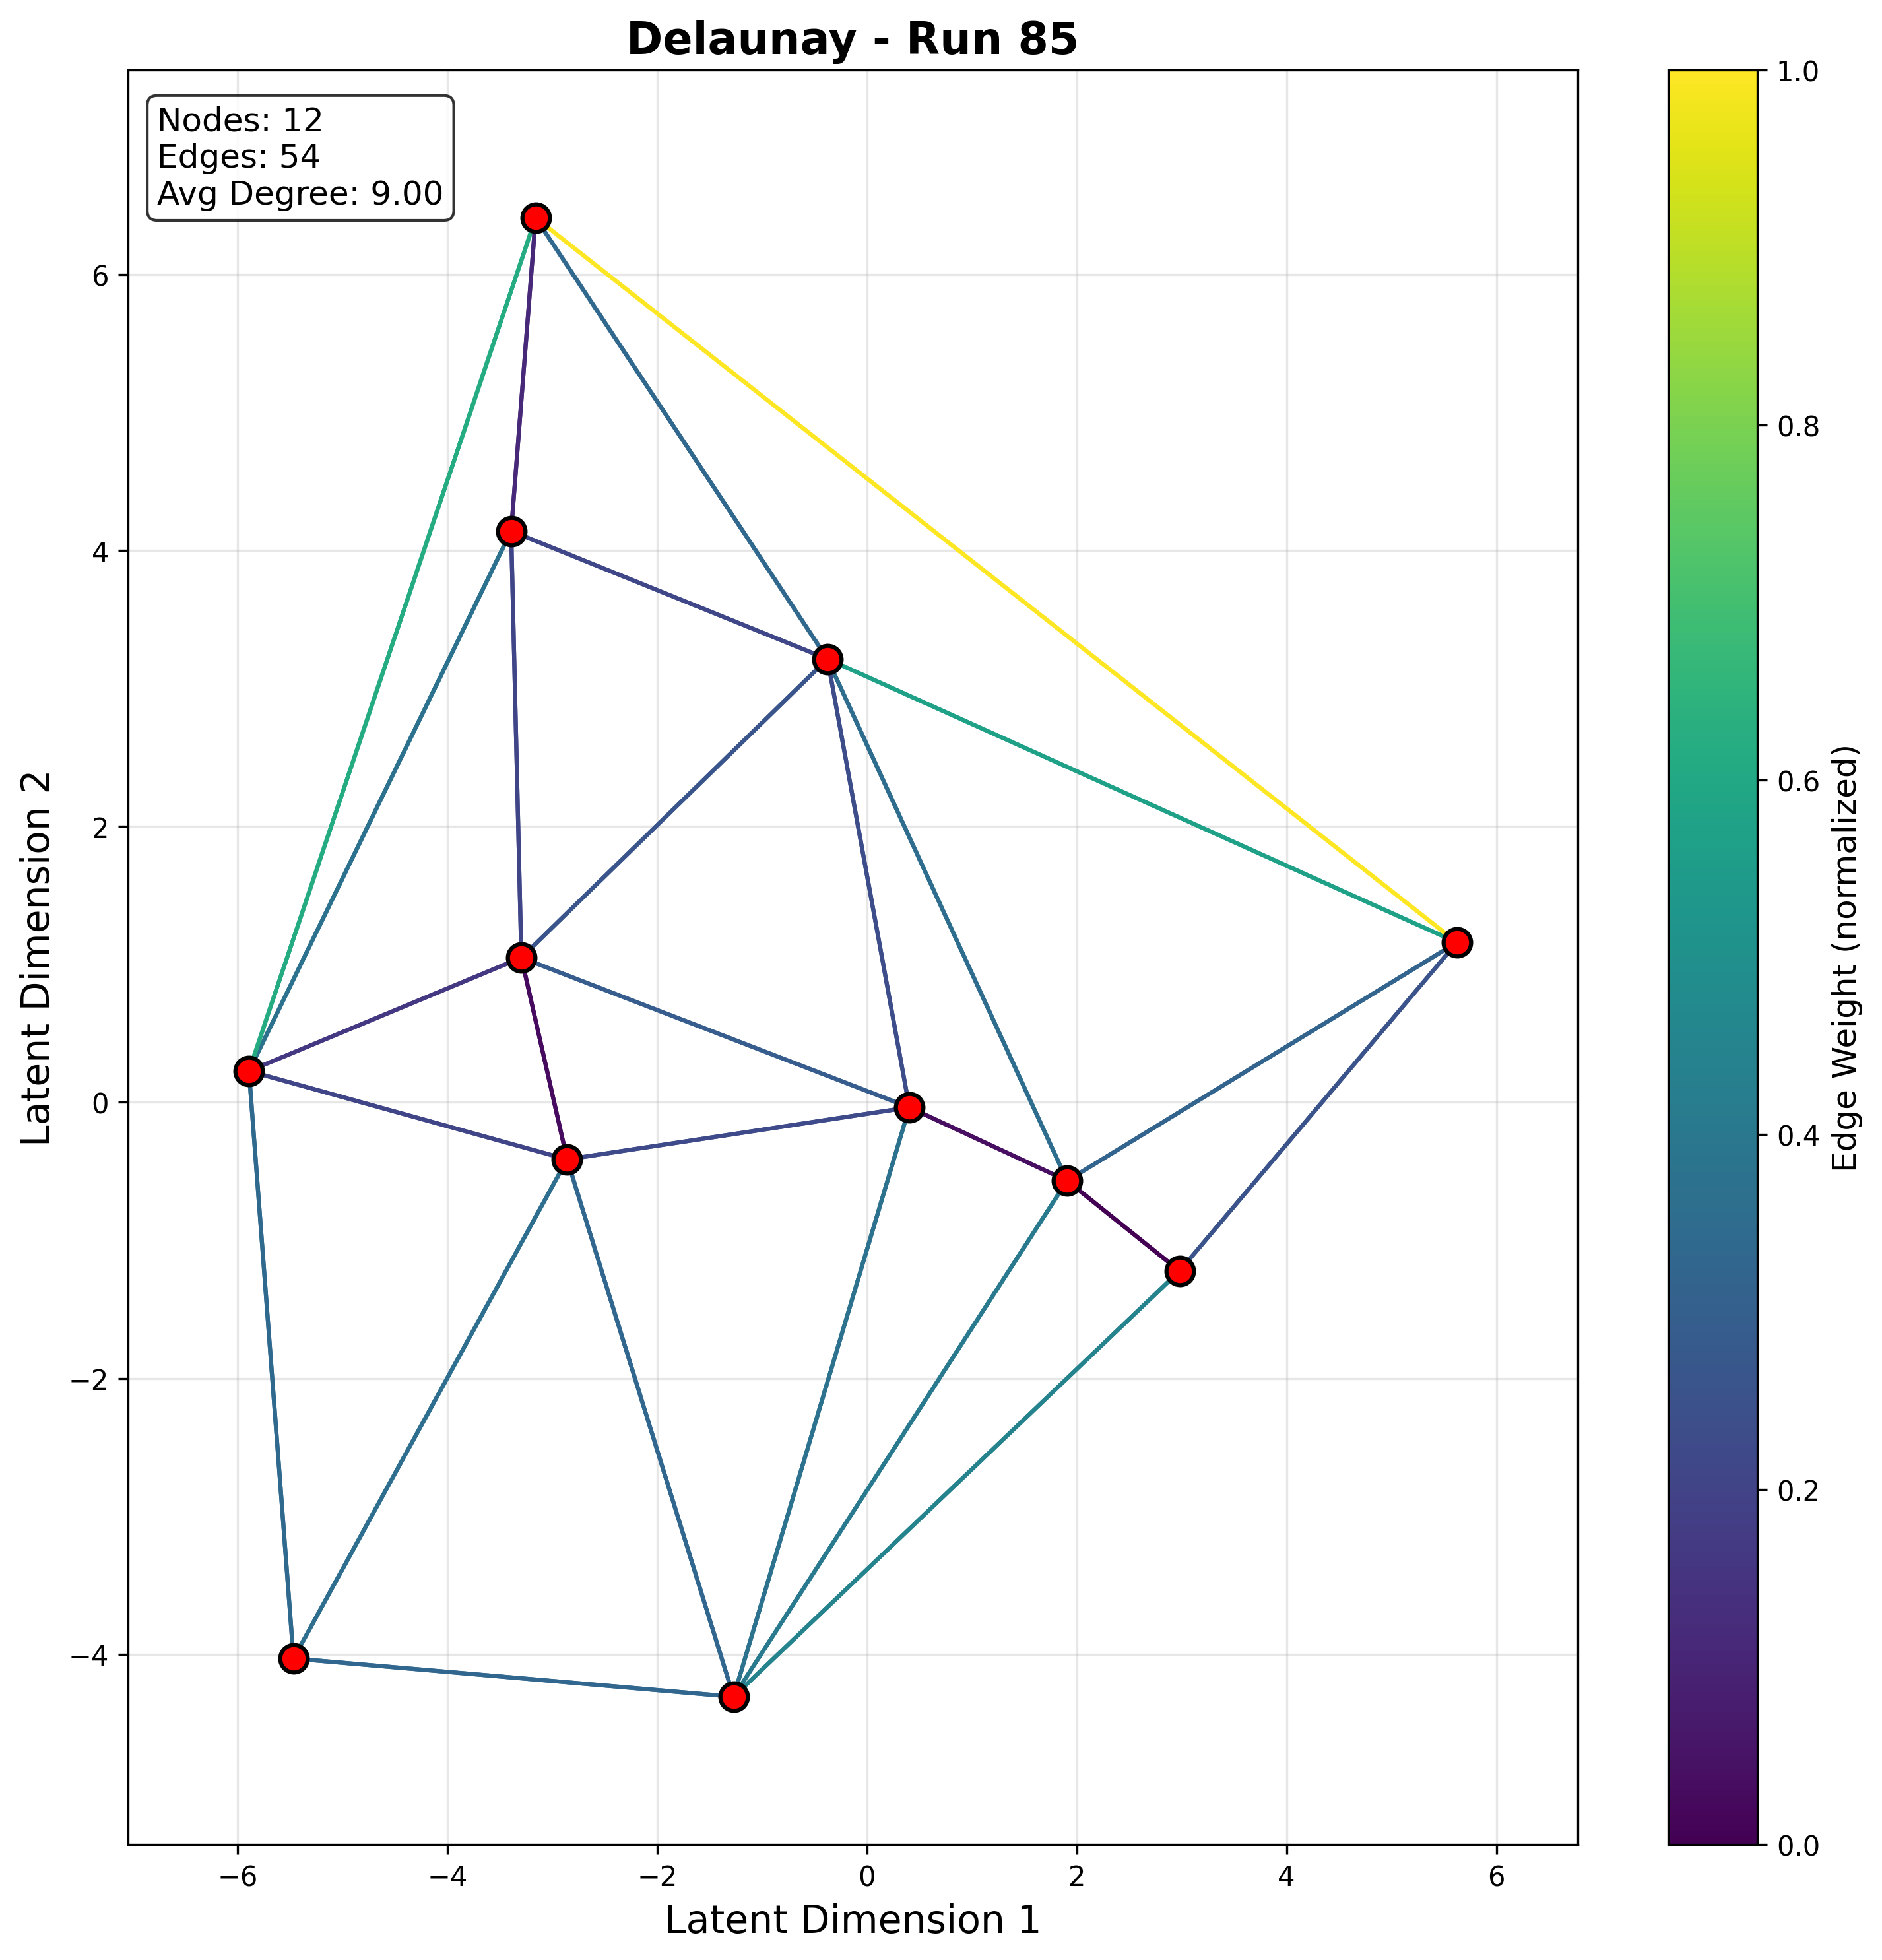 Delaunay - Run 85
Nodes: 12
Edges: 54
Avg Degree: 9.00
6
4
2
0
−2
−4
−6
−4
−2
0
2
4
6
Latent Dimension 2
Latent Dimension 1
1.0
0.8
0.6
0.4
0.2
0.0
Edge Weight (normalized)